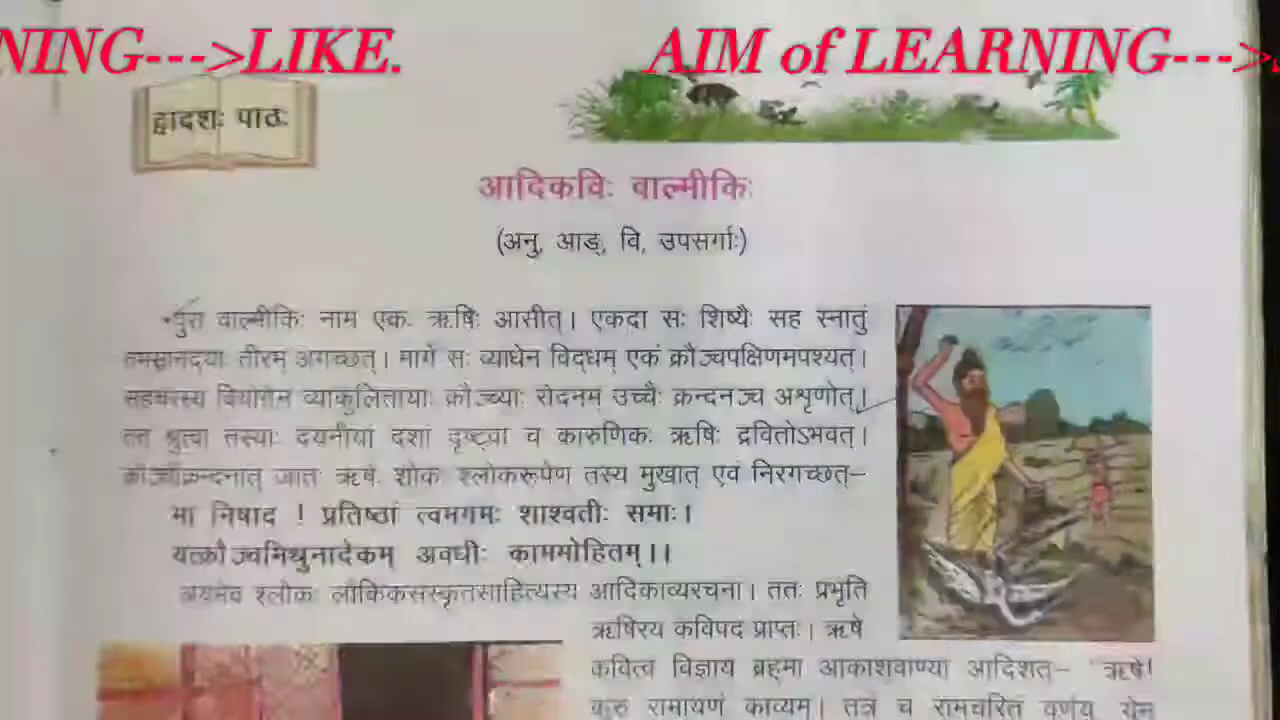 NING--->LIKE. AIM of LEARNING--->
द्वादशः पाठः
आदिकविः वाल्मीकिः
(अनु, आङ्, वि, उपसर्गाः)
पुरा वाल्मीकिः नाम एकः ऋषिः आसीत्। एकदा सः शिष्यैः सह स्नातुं
तमसानद्याः तीरम् अगच्छत्। मार्गे सः व्याधेन विद्धम् एकं क्रौञ्चपक्षिणमपश्यत्।
सहचरस्य वियोगेन व्याकुलितायाः क्रौञ्च्याः रोदनम् उच्चैः क्रन्दनञ्च अशृणोत्।
तत् श्रुत्वा तस्याः दयनीयां दशां दृष्ट्वा च कारुणिकः ऋषिः द्रवितोऽभवत्।
क्रौञ्चीक्रन्दनात् जातः ऋषेः शोकः श्लोकरूपेण तस्य मुखात् एवं निरगच्छत्–
मा निषाद ! प्रतिष्ठां त्वमगमः शाश्वतीः समाः।
यत्क्रौञ्चमिथुनादेकम् अवधीः काममोहितम्।।
अयमेव श्लोकः लौकिकसंस्कृतसाहित्यस्य आदिकाव्यरचना। ततः प्रभृति
ऋषिरयं कविपदं प्राप्तः। ऋषेः
कवित्वं विज्ञाय ब्रह्मा आकाशवाण्या आदिशत्– "ऋषे!
कुरु रामायणं काव्यम्। तत्र च रामचरितं वर्णय येन